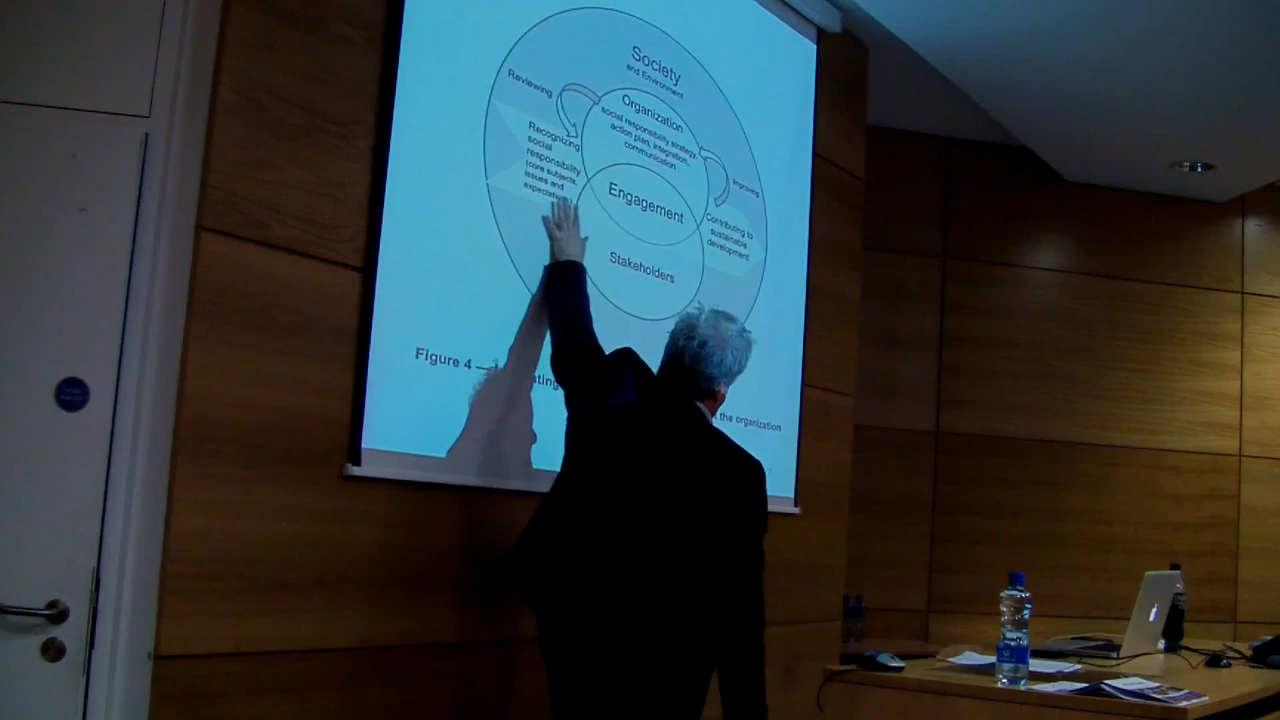 Society
and Environment
Reviewing
Organization
social responsibility strategy,
action plan, integration,
communication
Recognizing
social
responsibility
(core subjects,
issues and
Improving
Engagement
Contributing to
sustainable
development
Stakeholders
Figure 4 —
the organization